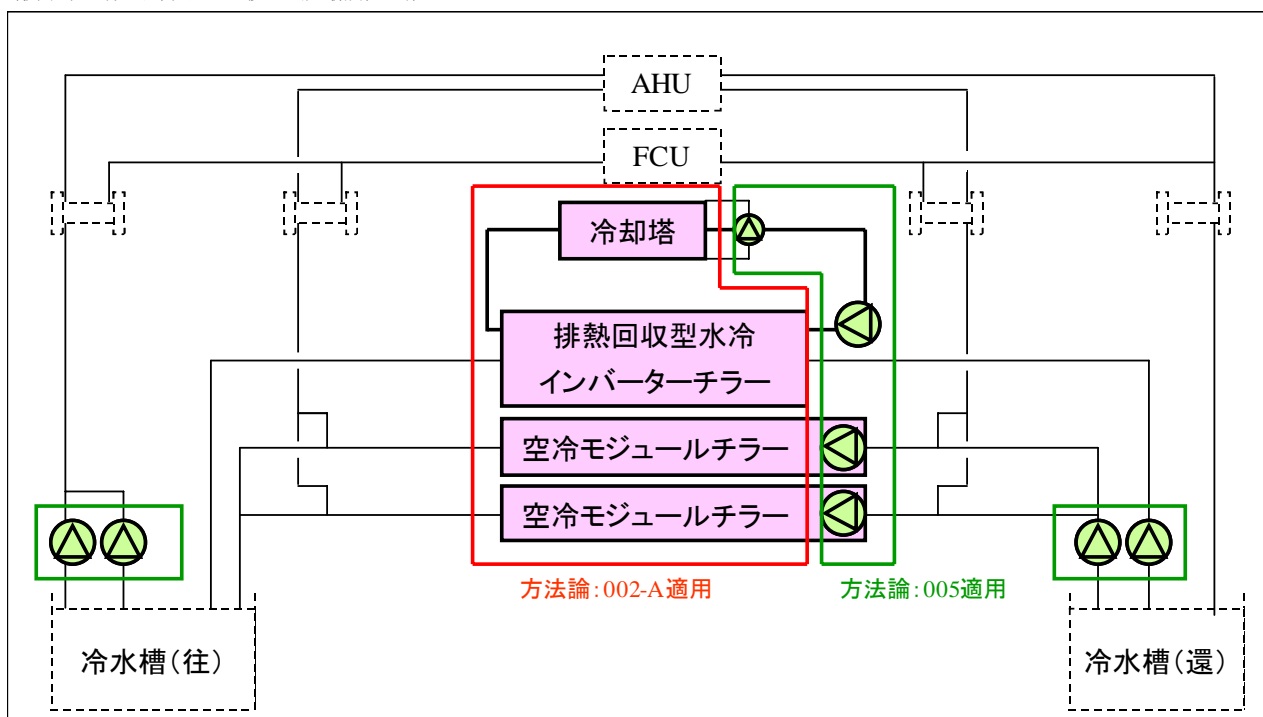 AHU
FCU
冷却塔
排熱回収型水冷
インバーターチラー
空冷モジュールチラー
空冷モジュールチラー
方法論:002-A適用
方法論:005適用
冷水槽(往)
冷水槽(還)